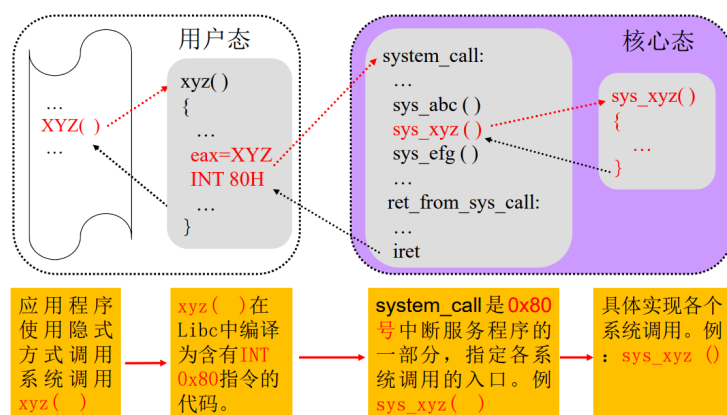 用户态
核心态
…
XYZ( )
…
xyz( )
{
…
eax=XYZ
INT 80H
…
}
system_call:
…
sys_abc ( )
sys_xyz ( )
sys_efg ( )
…
ret_from_sys_call:
…
iret
sys_xyz( )
{
…
}
应用程序
使用隐式
方式调用
系统调用
xyz( )
xyz( )在
Libc中编译
为含有INT
0x80指令的
代码。
system_call是0x80
号中断服务程序的
一部分，指定各系
统调用的入口。例
sys_xyz( )
具体实现各个
系统调用。例
：sys_xyz ()